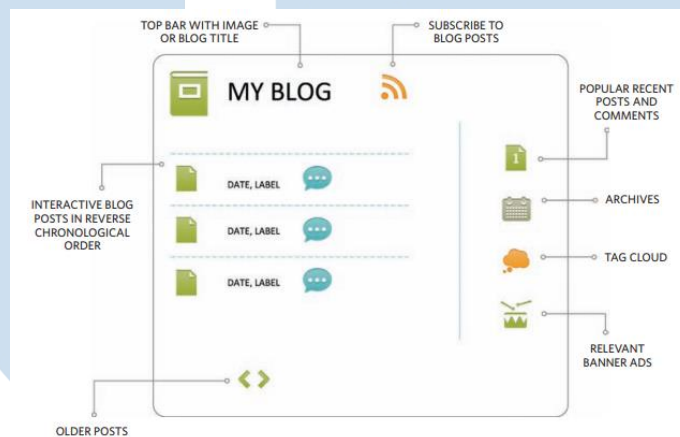 TOP BAR WITH IMAGE
OR BLOG TITLE
SUBSCRIBE TO
BLOG POSTS
MY BLOG
POPULAR RECENT
POSTS AND
COMMENTS
1
DATE, LABEL
INTERACTIVE BLOG
POSTS IN REVERSE
CHRONOLOGICAL
ORDER
ARCHIVES
DATE, LABEL
TAG CLOUD
DATE, LABEL
RELEVANT
BANNER ADS
OLDER POSTS